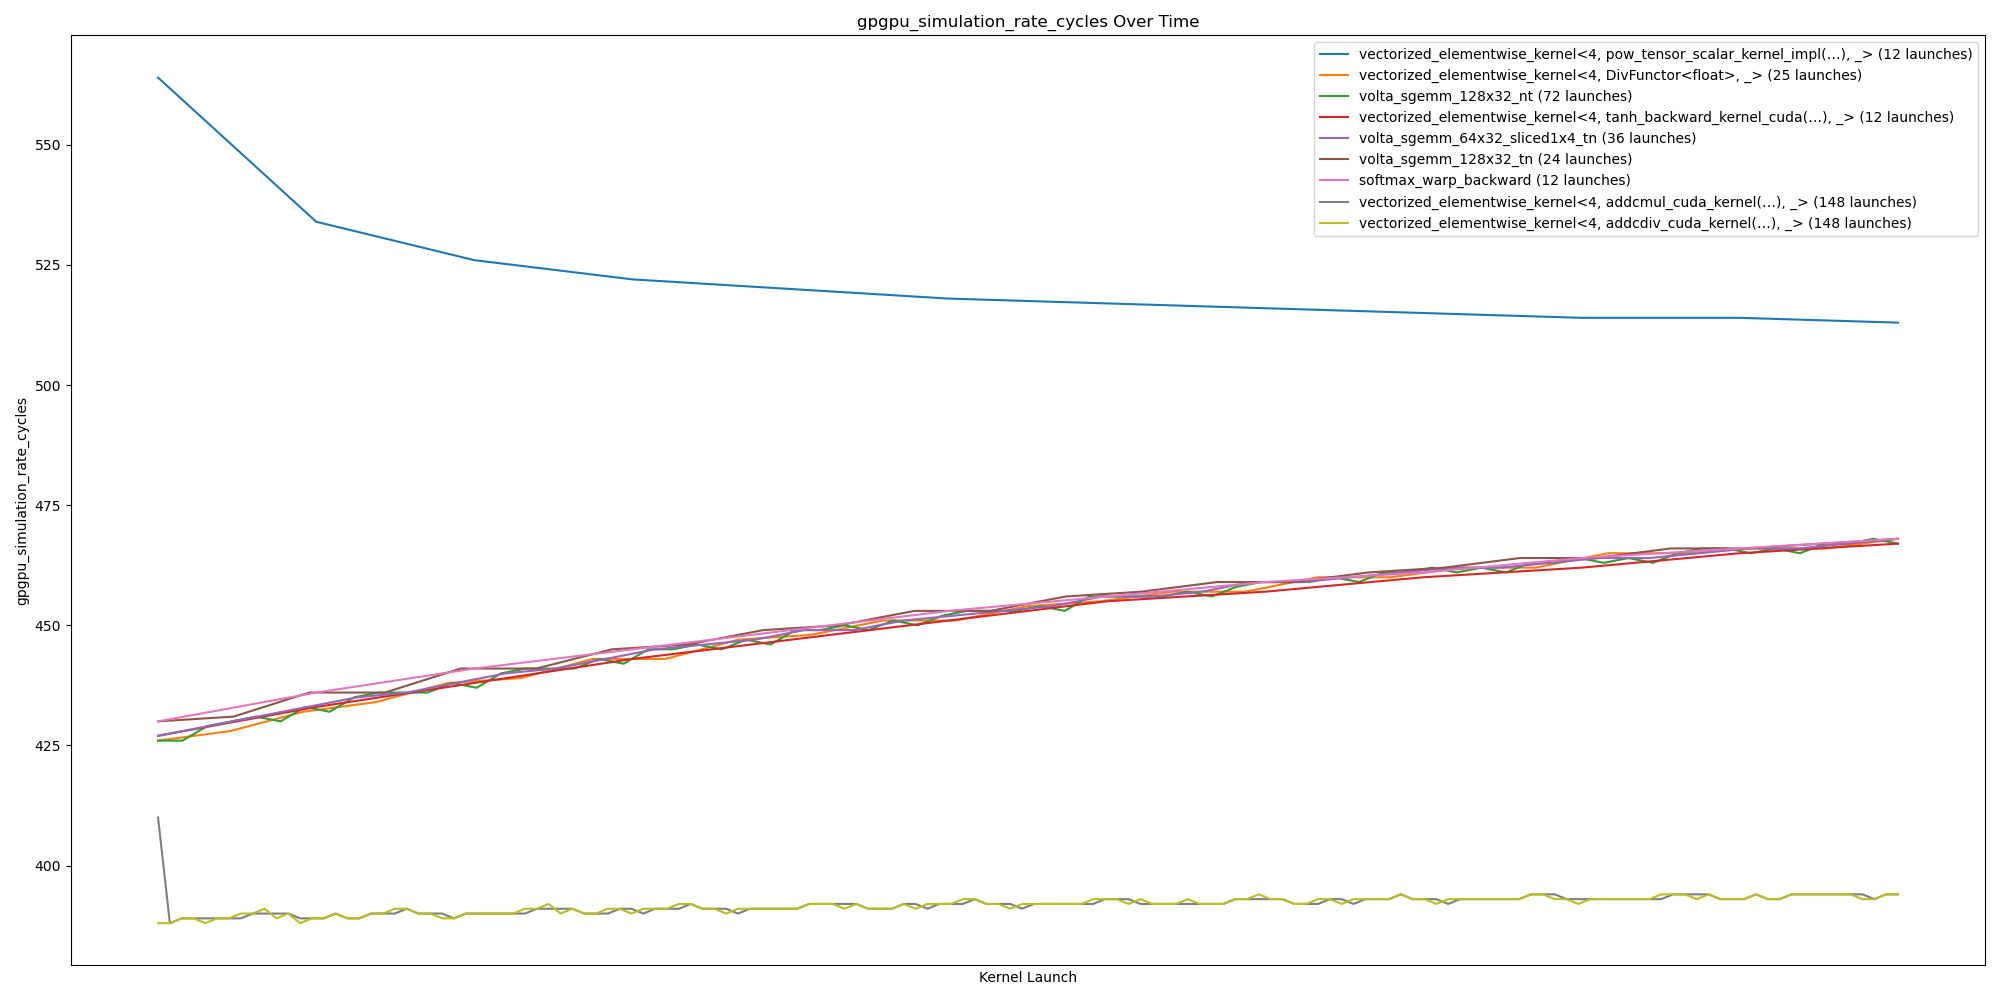 gpgpu_simulation_rate_cycles Over Time
vectorized_elementwise_kernel<4, pow_tensor_scalar_kernel_impl(...), _> (12 launches)
vectorized_elementwise_kernel<4, DivFunctor<float>, _> (25 launches)
volta_sgemm_128x32_nt (72 launches)
vectorized_elementwise_kernel<4, tanh_backward_kernel_cuda(...), _> (12 launches)
volta_sgemm_64x32_sliced1x4_tn (36 launches)
volta_sgemm_128x32_tn (24 launches)
softmax_warp_backward (12 launches)
vectorized_elementwise_kernel<4, addcmul_cuda_kernel(...), _> (148 launches)
vectorized_elementwise_kernel<4, addcdiv_cuda_kernel(...), _> (148 launches)
550
525
500
475
450
425
400
gpgpu_simulation_rate_cycles
Kernel Launch